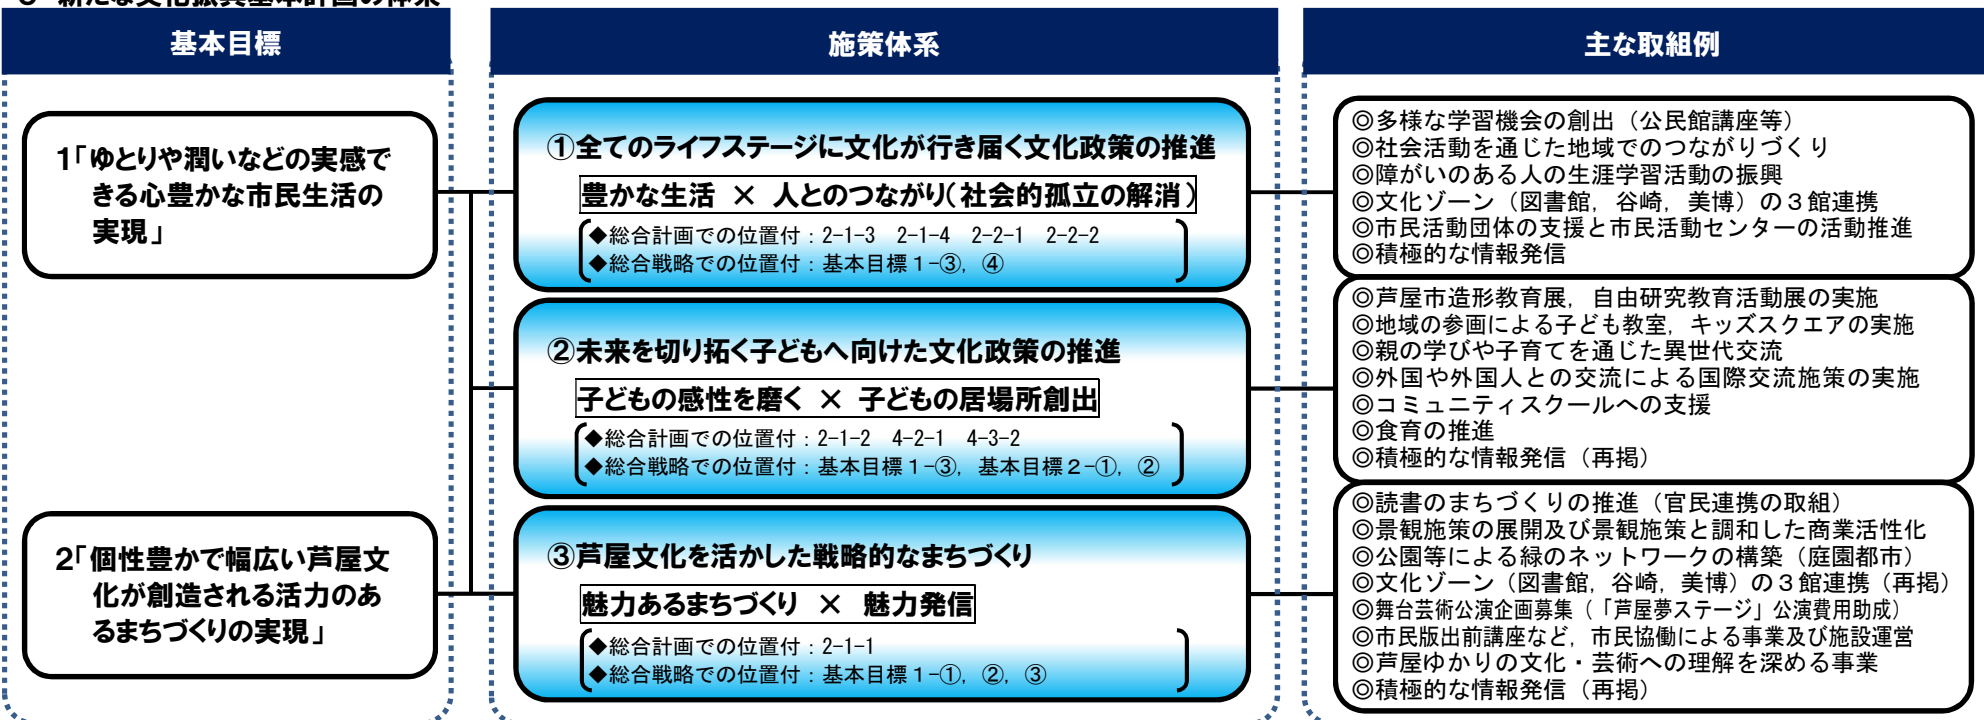 3 新たな文化振興基本計画の体系
基本目標
施策体系
主な取組例
1「ゆとりや潤いなどの実感で
きる心豊かな市民生活の
実現」
2「個性豊かで幅広い芦屋文
化が創造される活力のあ
るまちづくりの実現」
①全てのライフステージに文化が行き届く文化政策の推進
豊かな生活 × 人とのつながり(社会的孤立の解消)
◆総合計画での位置付：2-1-3 2-1-4 2-2-1 2-2-2
◆総合戦略での位置付：基本目標１-③，④
②未来を切り拓く子どもへ向けた文化政策の推進
子どもの感性を磨く × 子どもの居場所創出
◆総合計画での位置付：2-1-2 4-2-1 4-3-2
◆総合戦略での位置付：基本目標１-③，基本目標２-①，②
③芦屋文化を活かした戦略的なまちづくり
魅力あるまちづくり × 魅力発信
◆総合計画での位置付：2-1-1
◆総合戦略での位置付：基本目標１-①，②，③
◎多様な学習機会の創出（公民館講座等）
◎社会活動を通じた地域でのつながりづくり
◎障がいのある人の生涯学習活動の振興
◎文化ゾーン（図書館，谷崎，美博）の３館連携
◎市民活動団体の支援と市民活動センターの活動推進
◎積極的な情報発信
◎芦屋市造形教育展，自由研究教育活動展の実施
◎地域の参画による子ども教室，キッズスクエアの実施
◎親の学びや子育てを通じた異世代交流
◎外国や外国人との交流による国際交流施策の実施
◎コミュニティスクールへの支援
◎食育の推進
◎積極的な情報発信（再掲）
◎読書のまちづくりの推進（官民連携の取組）
◎景観施策の展開及び景観施策と調和した商業活性化
◎公園等による緑のネットワークの構築（庭園都市）
◎文化ゾーン（図書館，谷崎，美博）の３館連携（再掲）
◎舞台芸術公演企画募集（「芦屋夢ステージ」公演費用助成）
◎市民版出前講座など，市民協働による事業及び施設運営
◎芦屋ゆかりの文化・芸術への理解を深める事業
◎積極的な情報発信（再掲）